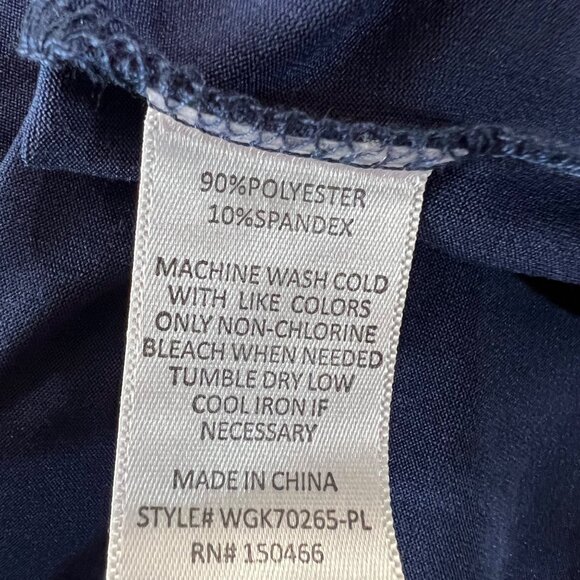 90%POLYESTER
10%SPANDEX
MACHINE WASH COLD
WITH LIKE COLORS
ONLY NON-CHLORINE
BLEACH WHEN NEEDED
TUMBLE DRY LOW
COOL IRON IF
NECESSARY
MADE IN CHINA
STYLE# WGK70265-PL
RN# 150466